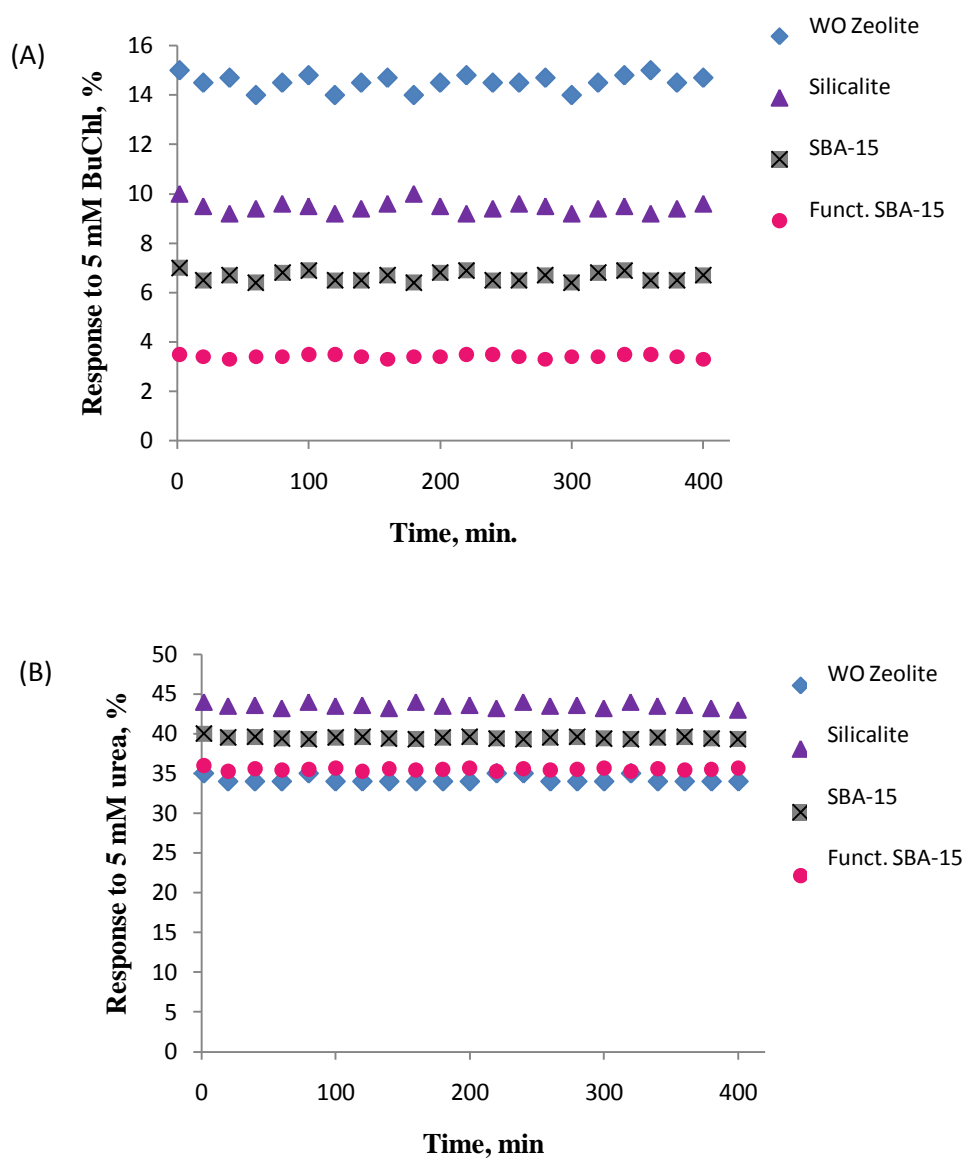 (A)
Response to 5 mM BuChl, %
16
14
12
10
8
6
4
2
0
0 100 200 300 400
Time, min.
WO Zeolite
Silicalite
SBA-15
Funct. SBA-15
(B)
Response to 5 mM urea, %
50
45
40
35
30
25
20
15
10
5
0
0 100 200 300 400
Time, min
WO Zeolite
Silicalite
SBA-15
Funct. SBA-15